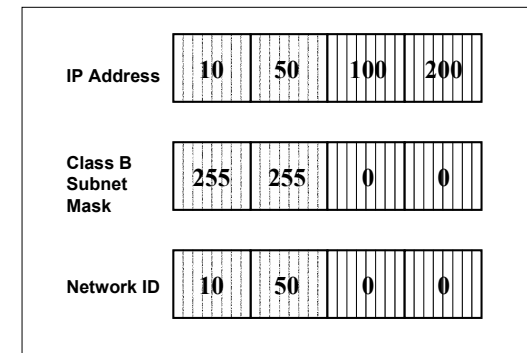 IP Address 10 50 100 200
Class B
Subnet 255 255 0 0
Mask
Network ID 10 50 0 0